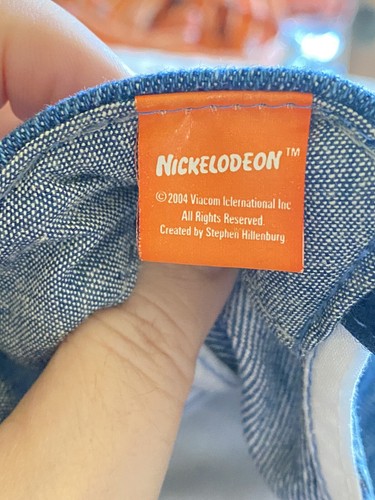 NICKELODEON™
©2004 Viacom Iclernational Inc
All Rights Reserved.
Created by Stephen Hillenburg